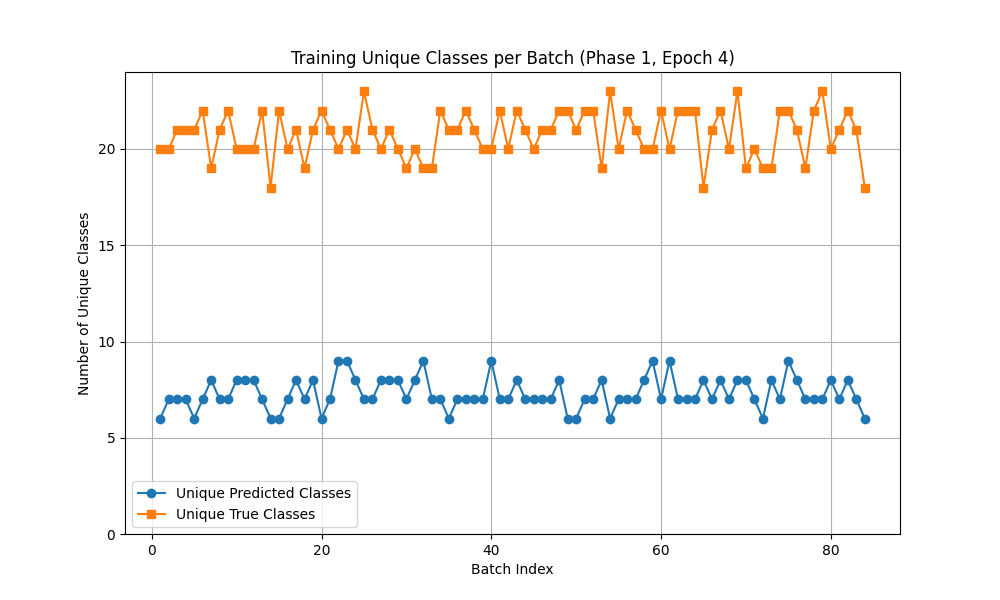 Training Unique Classes per Batch (Phase 1, Epoch 4)
Number of Unique Classes
20
15
10
5
0
Unique Predicted Classes
Unique True Classes
0 20 40 60 80
Batch Index